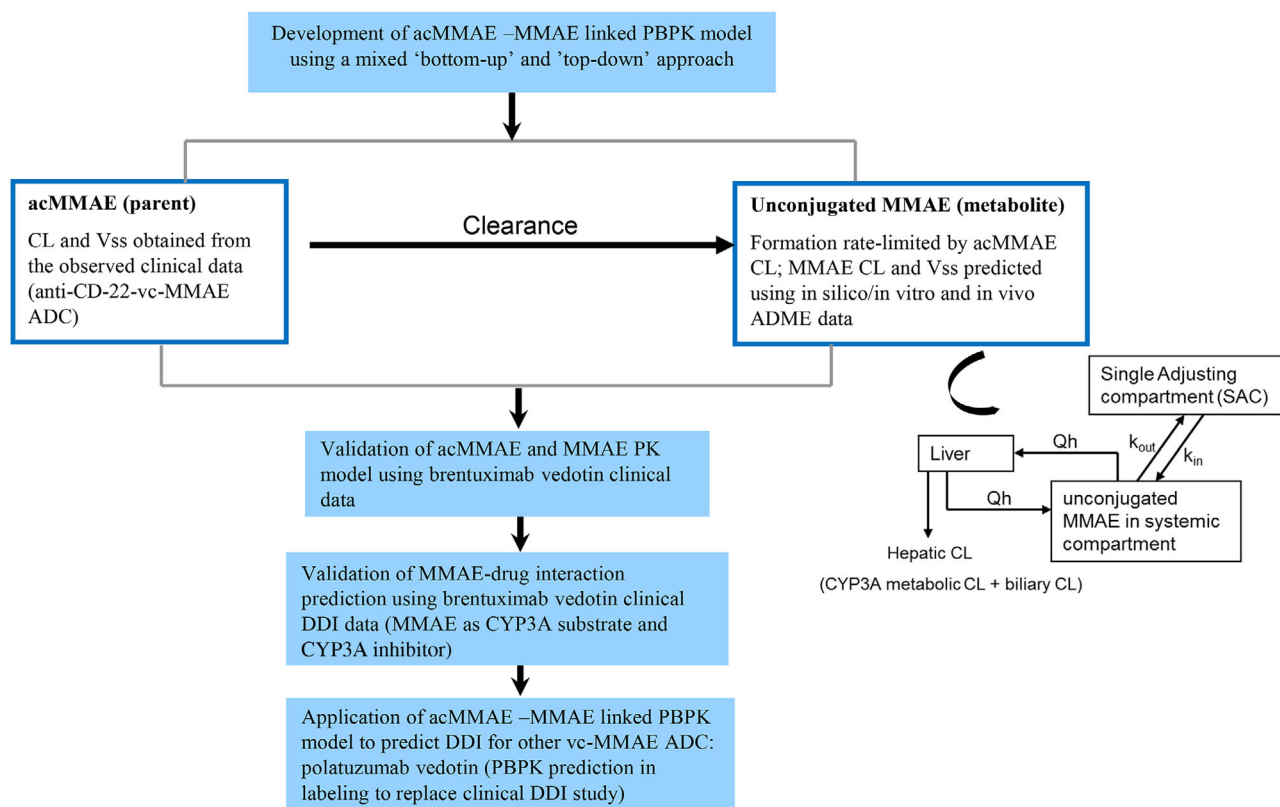 Development of acMMAE –MMAE linked PBPK model
using a mixed ‘bottom-up’ and ’top-down’ approach
acMMAE (parent)
CL and Vss obtained from
the observed clinical data
(anti-CD-22-vc-MMAE
ADC)
Clearance
Unconjugated MMAE (metabolite)
Formation rate-limited by acMMAE
CL; MMAE CL and Vss predicted
using in silico/in vitro and in vivo
ADME data
Single Adjusting
compartment (SAC)
kout
kin
Qh
Liver
Qh
unconjugated
MMAE in systemic
compartment
Hepatic CL
(CYP3A metabolic CL + biliary CL)
Validation of acMMAE and MMAE PK
model using brentuximab vedotin clinical
data
Validation of MMAE-drug interaction
prediction using brentuximab vedotin clinical
DDI data (MMAE as CYP3A substrate and
CYP3A inhibitor)
Application of acMMAE –MMAE linked PBPK
model to predict DDI for other vc-MMAE ADC:
polatuzumab vedotin (PBPK prediction in
labeling to replace clinical DDI study)